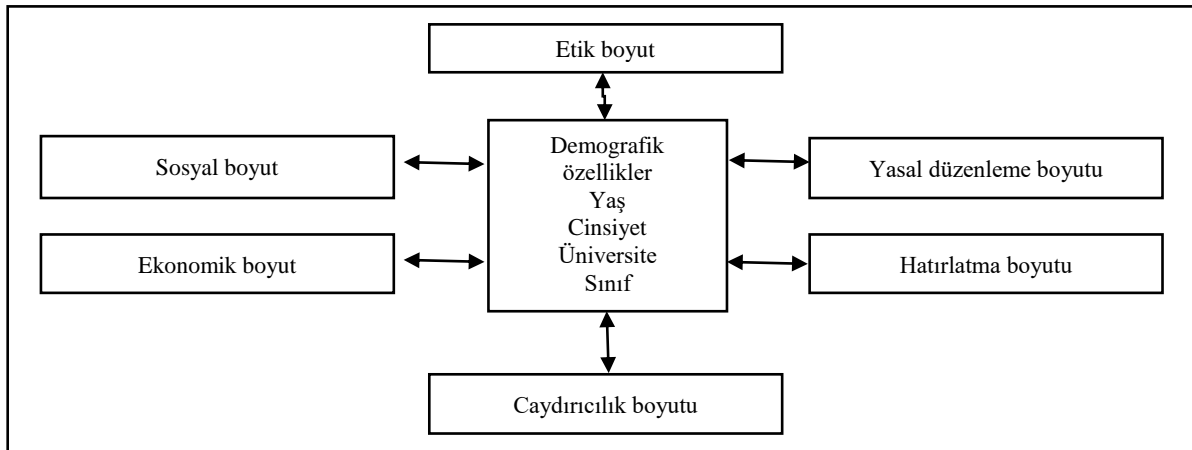 Etik boyut
Sosyal boyut
Ekonomik boyut
Demografik
özellikler
Yaş
Cinsiyet
Üniversite
Sınıf
Yasal düzenleme boyutu
Hatırlatma boyutu
Caydırıcılık boyutu